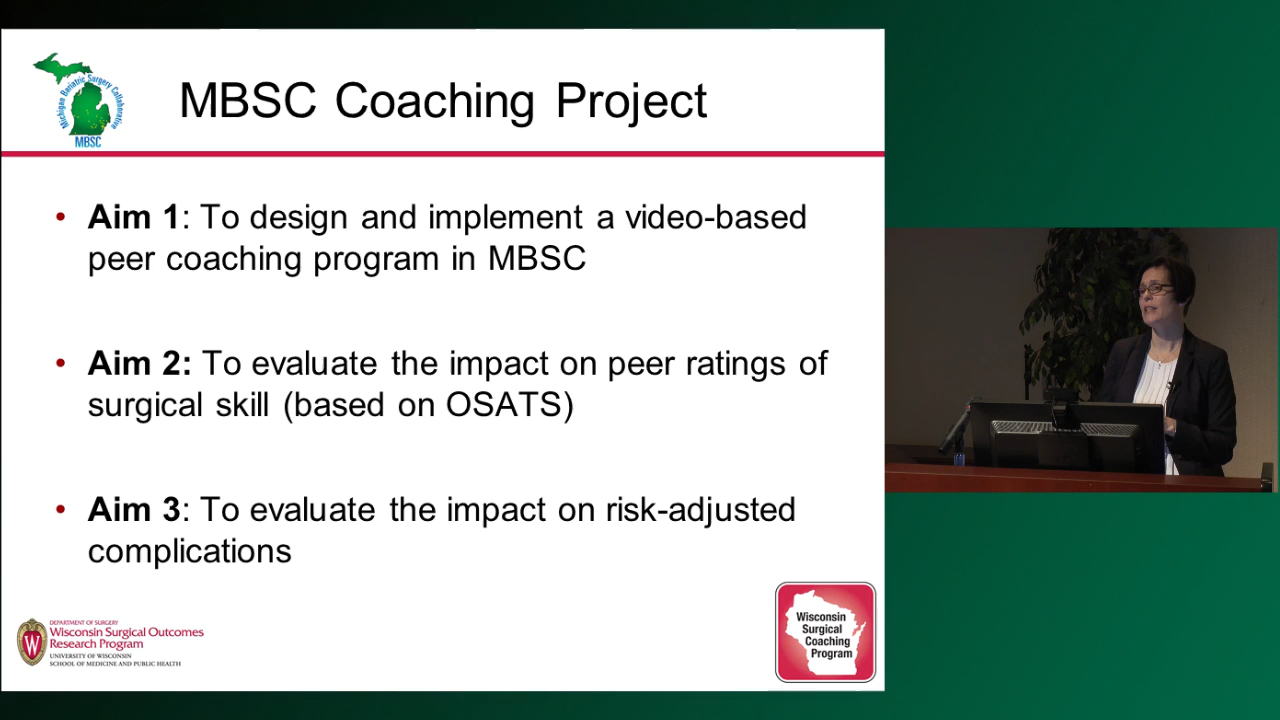 Michigan Bariatric Surgery Collaborative
MBSC
MBSC Coaching Project
• Aim 1: To design and implement a video-based
peer coaching program in MBSC
• Aim 2: To evaluate the impact on peer ratings of
surgical skill (based on OSATS)
• Aim 3: To evaluate the impact on risk-adjusted
complications
W
DEPARTMENT OF SURGERY
Wisconsin Surgical Outcomes
Research Program
UNIVERSITY OF WISCONSIN
SCHOOL OF MEDICINE AND PUBLIC HEALTH
Wisconsin
Surgical
Coaching
Program